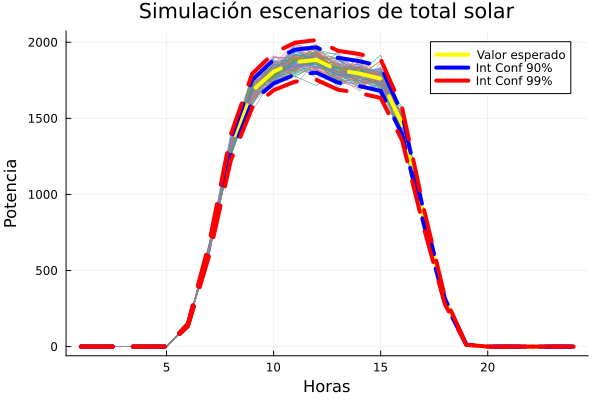 Simulación escenarios de total solar
Potencia
2000
1500
1000
500
0
Valor esperado
Int Conf 90%
Int Conf 99%
5
10
15
20
Horas